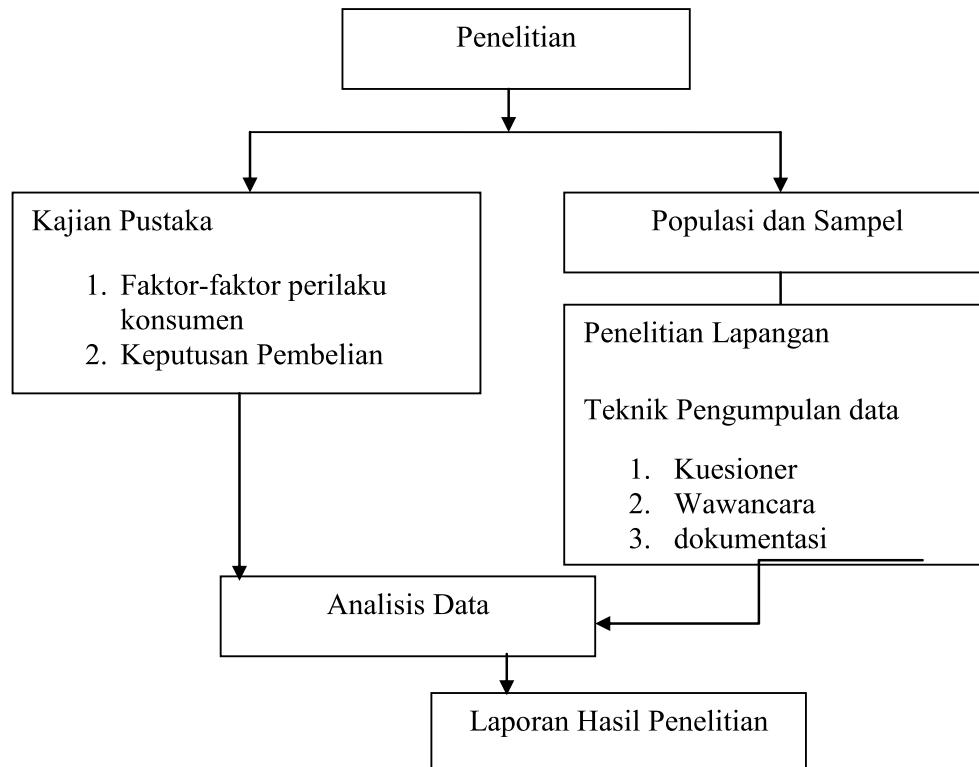 Penelitian
Kajian Pustaka
1. Faktor-faktor perilaku
konsumen
2. Keputusan Pembelian
Populasi dan Sampel
Penelitian Lapangan
Teknik Pengumpulan data
1. Kuesioner
2. Wawancara
3. dokumentasi
Analisis Data
Laporan Hasil Penelitian